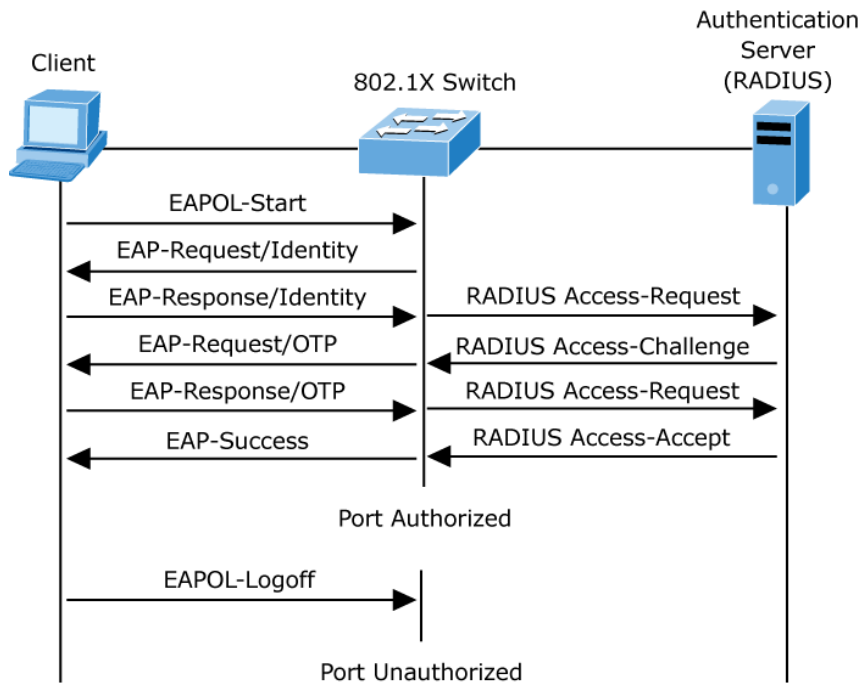 Authentication
Server
(RADIUS)
Client
802.1X Switch
EAPOL-Start
EAP-Request/Identity
EAP-Response/Identity
RADIUS Access-Request
EAP-Request/OTP
RADIUS Access-Challenge
EAP-Response/OTP
RADIUS Access-Request
EAP-Success
RADIUS Access-Accept
Port Authorized
EAPOL-Logoff
Port Unauthorized